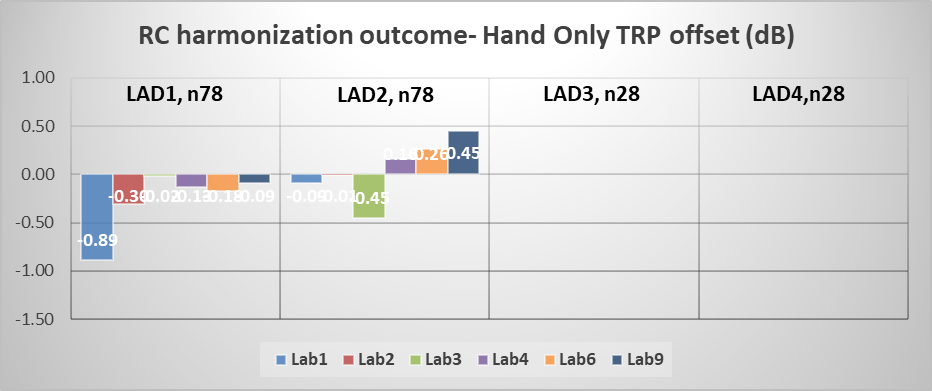 RC harmonization outcome- Hand Only TRP offset (dB)
1.00
LAD1, n78 LAD2, n78 LAD3, n28 LAD4,n28
0.50
0.16 0.26 0.45
0.00
-0.30 -0.02 -0.13 -0.18 -0.09 -0.09 -0.01 -0.45
-0.50
-0.89
-1.00
-1.50
Lab1 Lab2 Lab3 Lab4 Lab6 Lab9